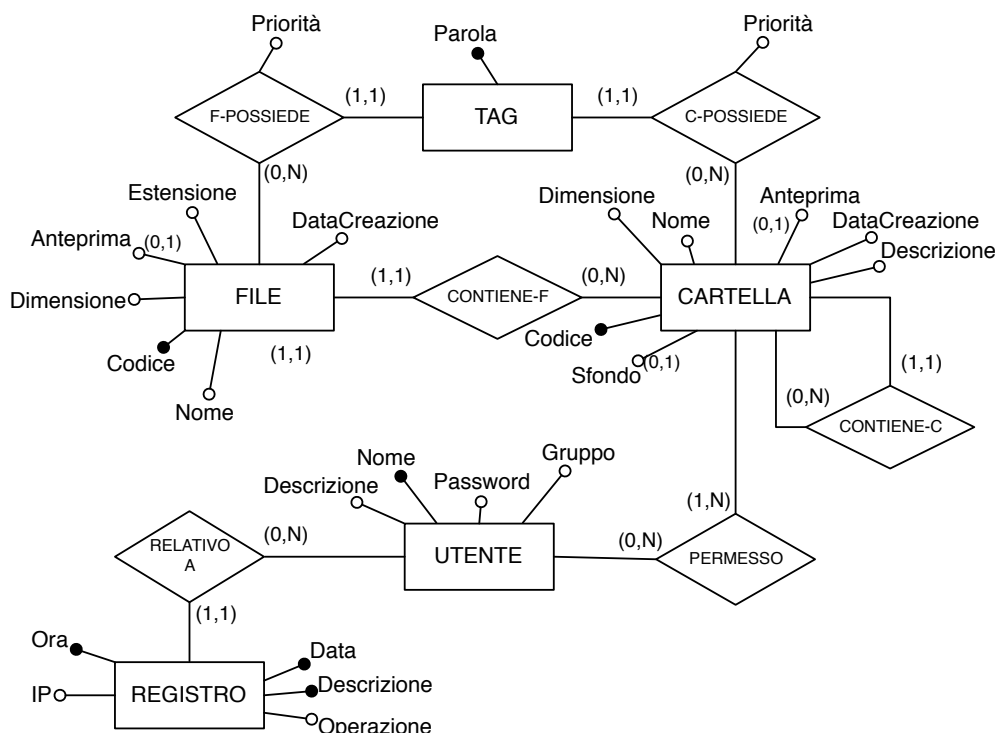 Priorità
Parola
Priorità
F-POSSIEDE
(1,1)
TAG
(1,1)
C-POSSIEDE
(0,N)
(0,N)
Estensione
Dimensione
Anteprima
Nome
(0,1)
DataCreazione
DataCreazione
Anteprima
(0,1)
Descrizione
Dimensione
FILE
(1,1)
CONTIENE-F
(0,N)
CARTELLA
Codice
Codice
(1,1)
Sfondo
(0,1)
(1,1)
Nome
(0,N)
CONTIENE-C
Gruppo
Nome
Password
Descrizione
(1,N)
RELATIVO
A
(0,N)
UTENTE
(0,N)
PERMESSO
(1,1)
Ora
Data
IP
REGISTRO
Descrizione
Operazione